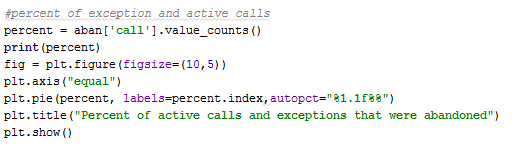 #percent of exception and active calls
percent = aban['call'].value_counts()
print(percent)
fig = plt.figure(figsize=(10,5))
plt.axis("equal")
plt.pie(percent, labels=percent.index,autopct="%1.1f%%")
plt.title("Percent of active calls and exceptions that were abandoned")
plt.show()